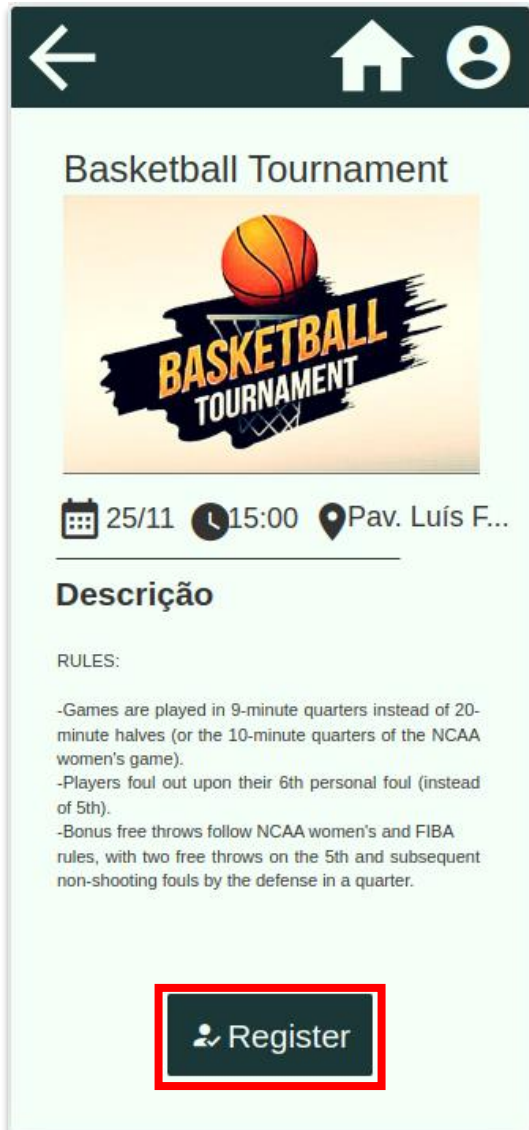 Basketball Tournament
BASKETBALL
TOURNAMENT
25/11 15:00 Pav. Luís F...
Descrição
RULES:
-Games are played in 9-minute quarters instead of 20-
minute halves (or the 10-minute quarters of the NCAA
women's game).
-Players foul out upon their 6th personal foul (instead
of 5th).
-Bonus free throws follow NCAA women's and FIBA
rules, with two free throws on the 5th and subsequent
non-shooting fouls by the defense in a quarter.
Register